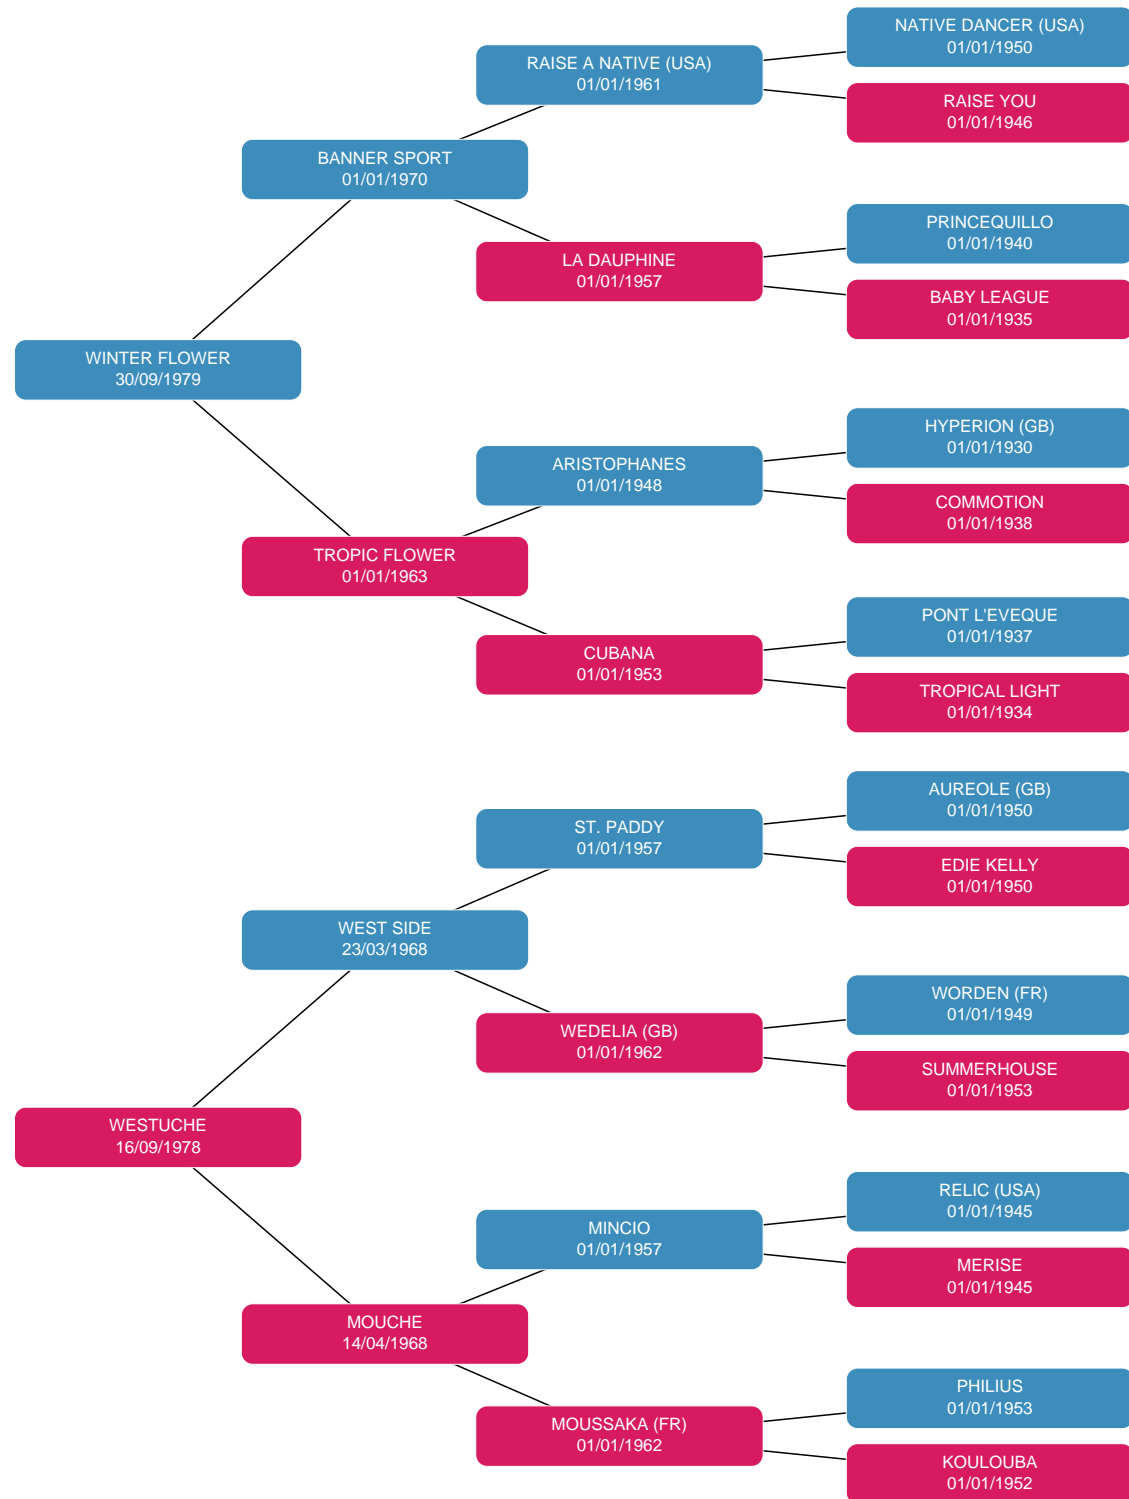 NATIVE DANCER (USA)
01/01/1950
RAISE A NATIVE (USA)
01/01/1961
RAISE YOU
01/01/1946
BANNER SPORT
01/01/1970
PRINCEQUILLO
01/01/1940
LA DAUPHINE
01/01/1957
BABY LEAGUE
01/01/1935
WINTER FLOWER
30/09/1979
HYPERION (GB)
01/01/1930
ARISTOPHANES
01/01/1948
COMMOTION
01/01/1938
TROPIC FLOWER
01/01/1963
PONT L'EVEQUE
01/01/1937
CUBANA
01/01/1953
TROPICAL LIGHT
01/01/1934
AUREOLE (GB)
01/01/1950
ST. PADDY
01/01/1957
EDIE KELLY
01/01/1950
WEST SIDE
23/03/1968
WORDEN (FR)
01/01/1949
WEDELIA (GB)
01/01/1962
SUMMERHOUSE
01/01/1953
WESTUCHE
16/09/1978
RELIC (USA)
01/01/1945
MINCIO
01/01/1957
MERISE
01/01/1945
MOUCHE
14/04/1968
PHILIUS
01/01/1953
MOUSSAKA (FR)
01/01/1962
KOULOUBA
01/01/1952